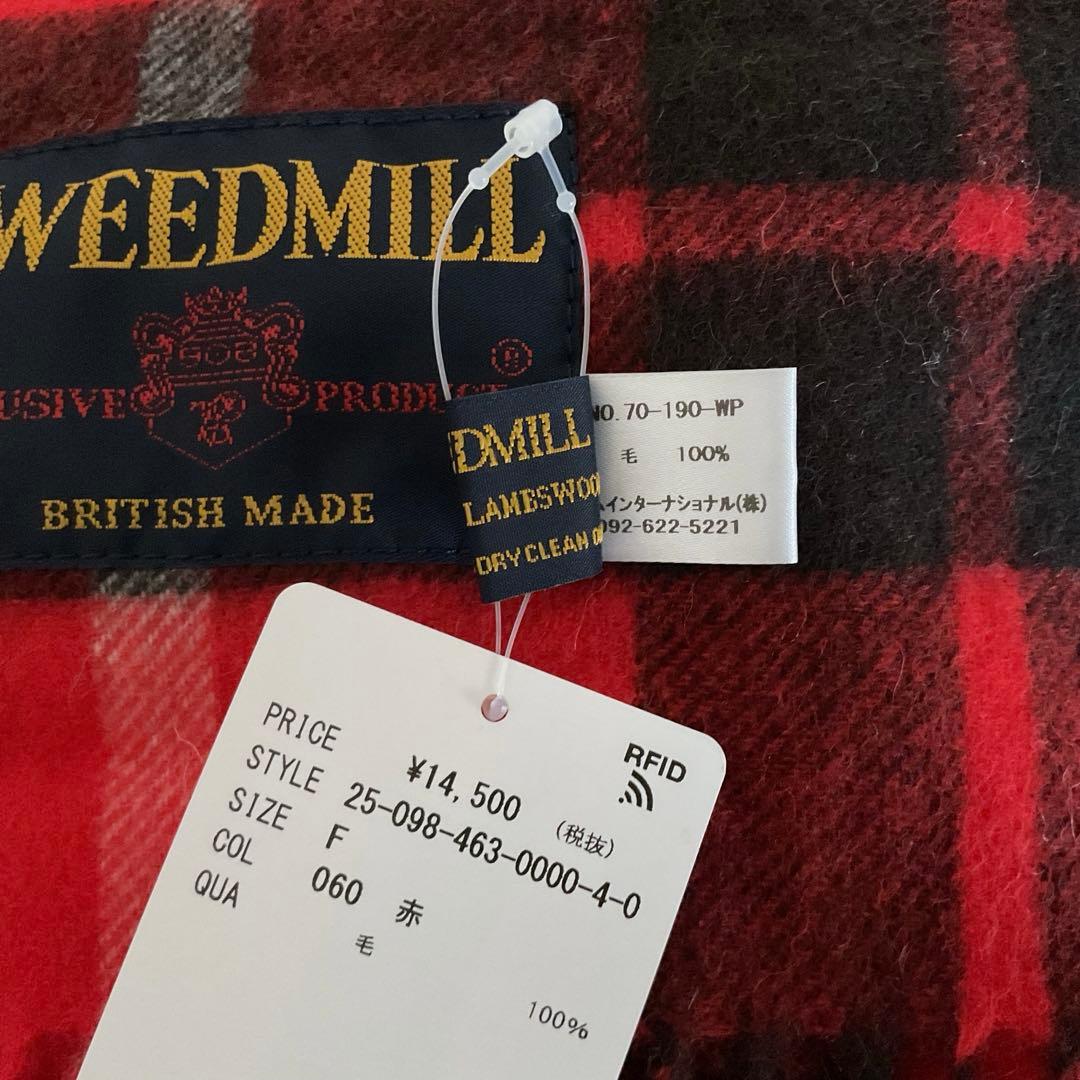 WEEDMILL
USIVE PRODUCT
®
BRITISH MADE
EDMILL
LAMBSWOO
DRY CLEAN O
NO. 70-190-WP
毛 100%
インターナショナル(株)
092-622-5221
RFID
PRICE ¥14,500 (税抜)
STYLE 25-098-463-0000-4-0
SIZE F
COL 060 赤
QUA 毛
100%